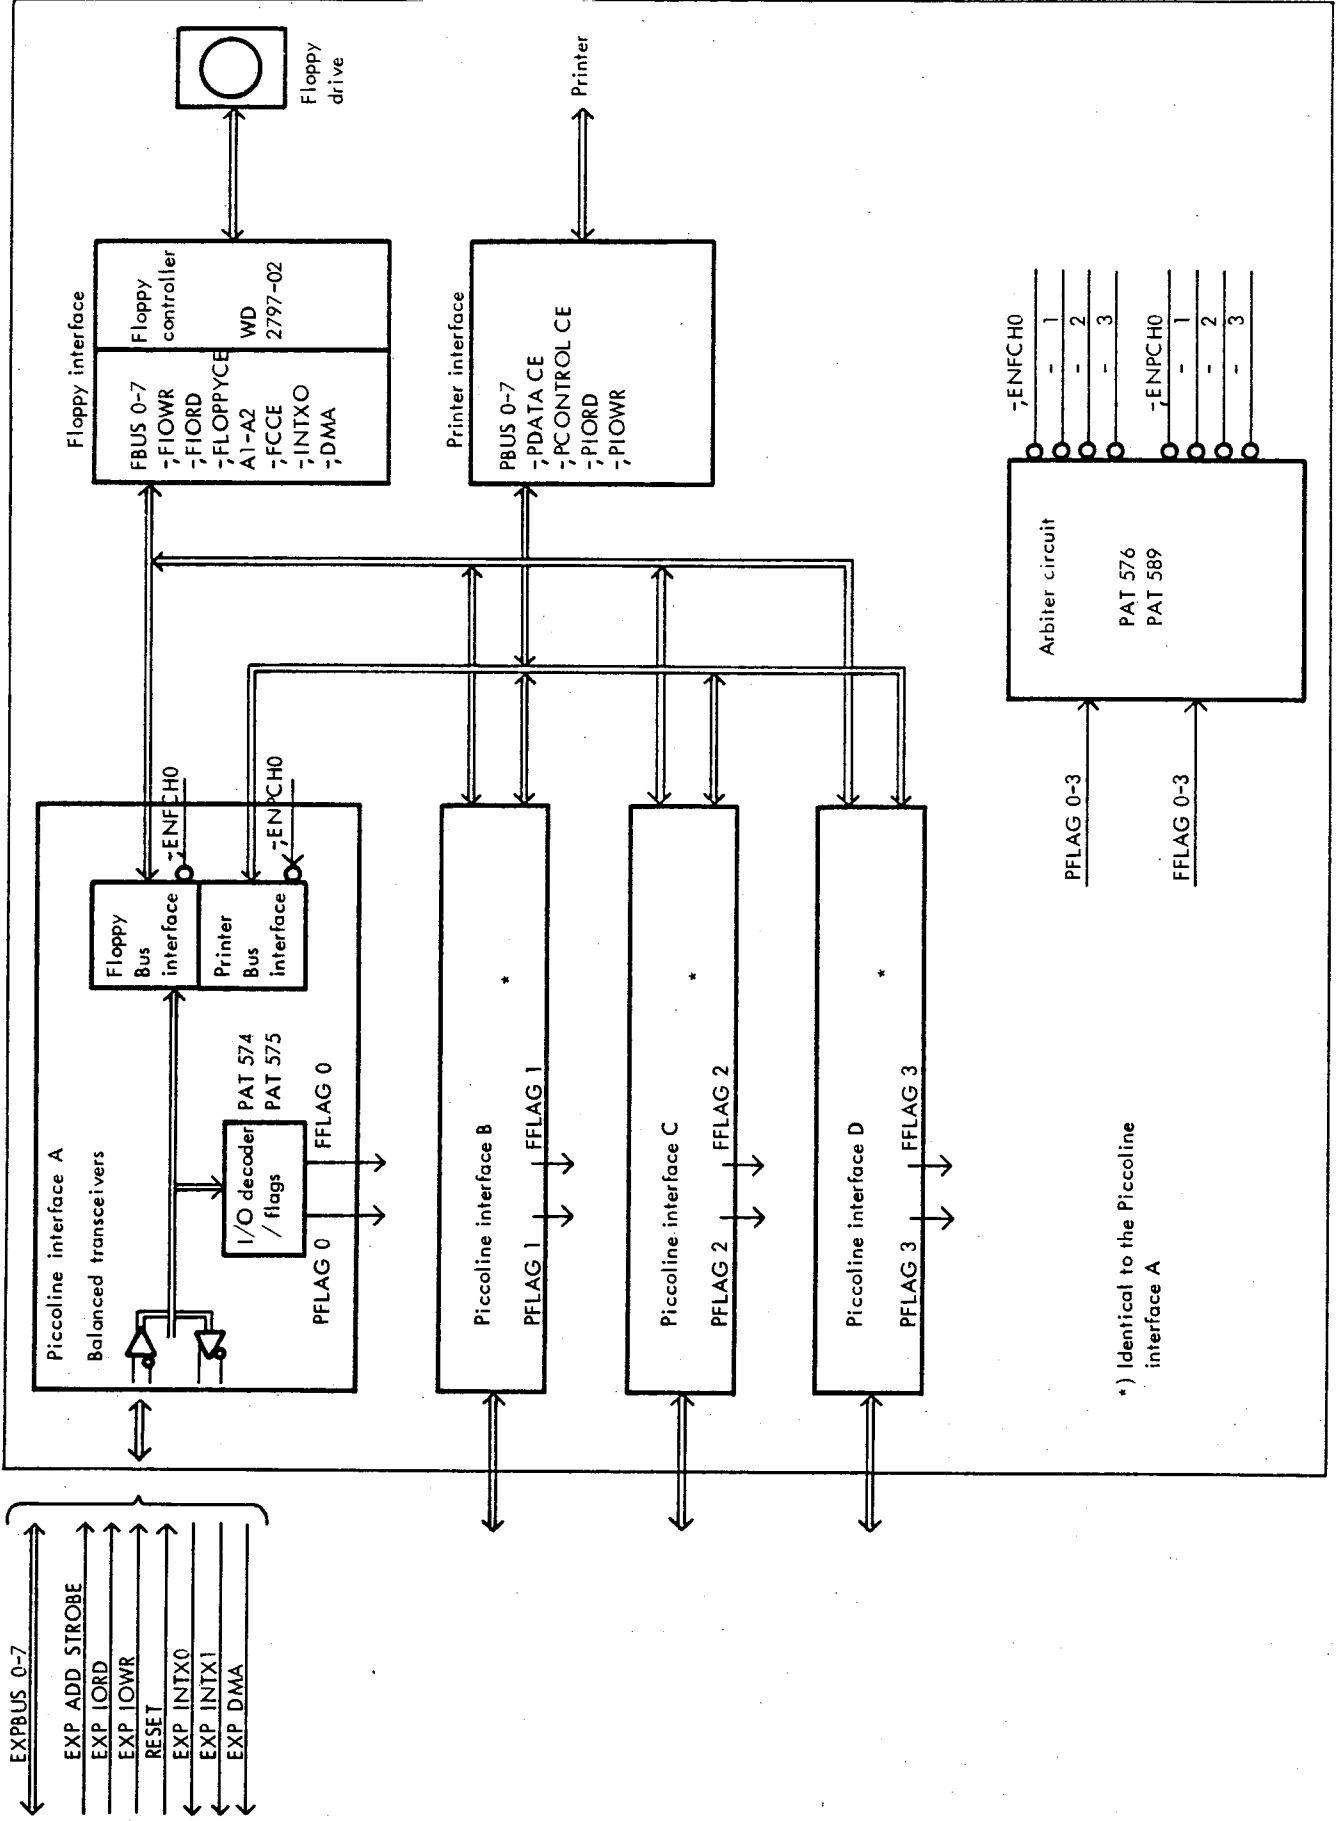 EXPBUS 0-7
EXP ADD STROBE
EXP IORD
EXP IOWR
RESET
EXP INTX0
EXP INTX1
EXP DMA
Piccoline interface A
Balanced transceivers
I/O decoder
/ flags
PAT 574
PAT 575
PFLAG 0
FFLAG 0
Floppy
Bus
interface
Printer
Bus
interface
-,ENFCH0
-,ENPCH0
Floppy interface
FBUS 0-7
-,FIOWR
-,FIORD
-,FLOPPYCE
A1-A2
-,FCCE
-,INTXO
-,DMA
Floppy
controller
WD
2797-02
Floppy
drive
Printer interface
PBUS 0-7
-,PDATA CE
-,PCONTROL CE
-,PIORD
-,PIOWR
Printer
Piccoline interface B
*
PFLAG 1
FFLAG 1
Piccoline interface C
*
PFLAG 2
FFLAG 2
Piccoline interface D
*
PFLAG 3
FFLAG 3
PFLAG 0-3
FFLAG 0-3
Arbiter circuit
PAT 576
PAT 589
-,ENFCH0
- 1
- 2
- 3
-,ENPCH0
- 1
- 2
- 3
*) Identical to the Piccoline
interface A